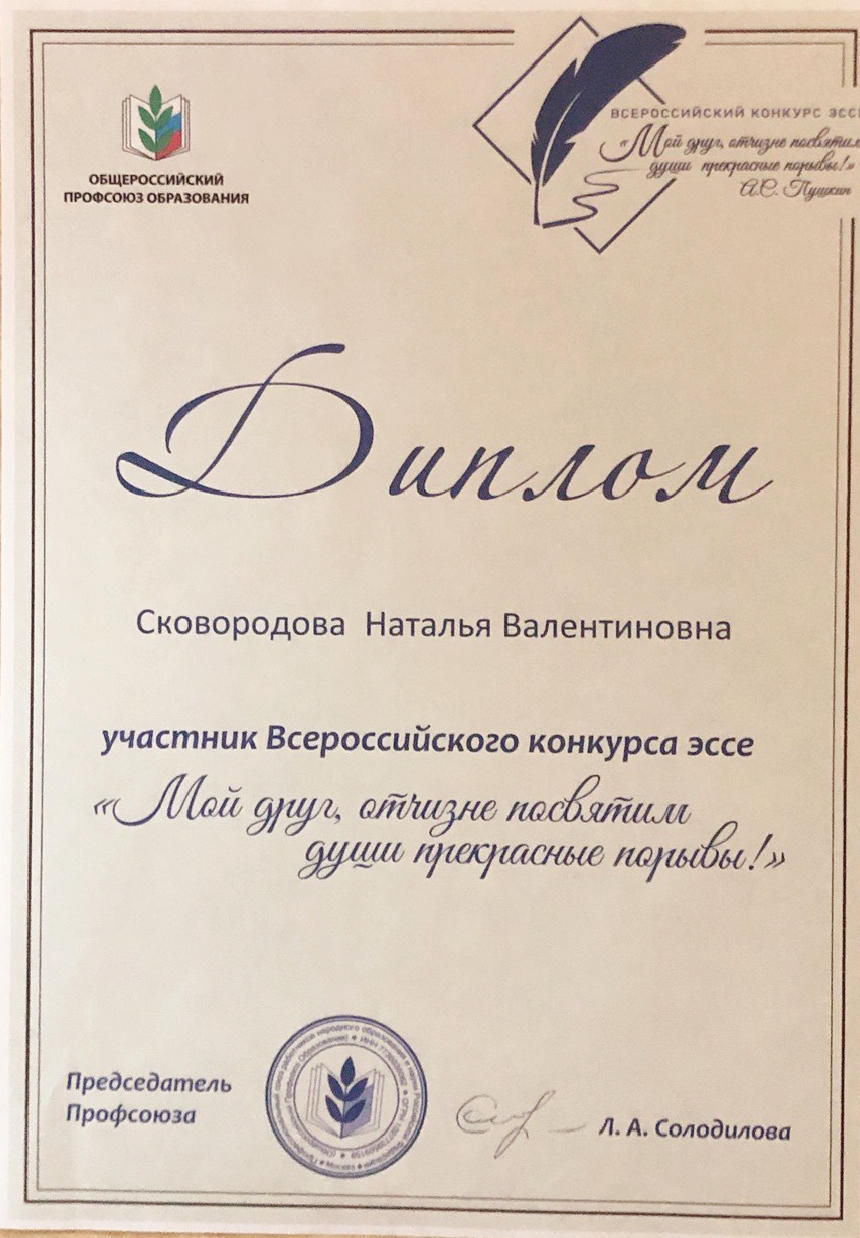 ОБЩЕРОССИЙСКИЙ
ПРОФСОЮЗ ОБРАЗОВАНИЯ
ВСЕРОССИЙСКИЙ КОНКУРС ЭССЕ
«Мой друг, отчизне посвятим
души прекрасные порывы!»
А.С. Пушкин
Диплом
Сковородова Наталья Валентиновна
участник Всероссийского конкурса эссе
«Мой друг, отчизне посвятим
души прекрасные порывы!»
Председатель
Профсоюза
Л. А. Солодилова